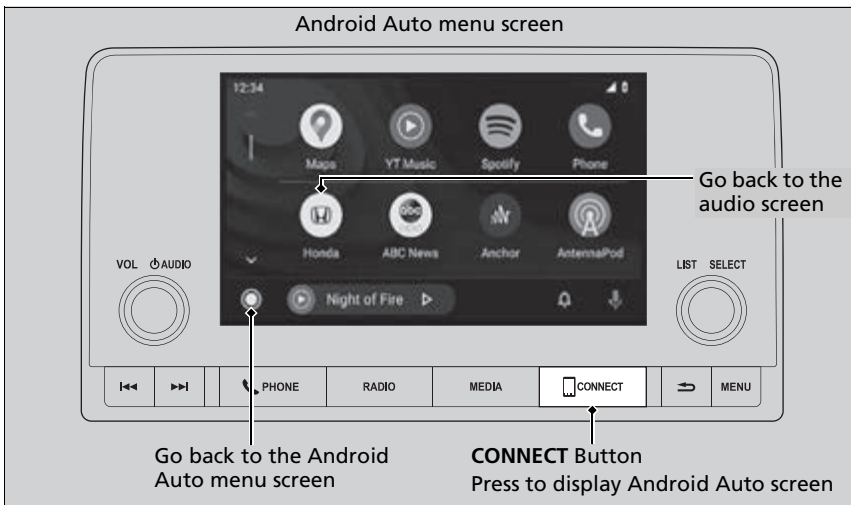 Android Auto menu screen
12:34
Maps
YT Music
Spotify
Phone
Go back to the
audio screen
abc
Honda
ABC News
Anchor
AntennaPod
VOL AUDIO
LIST SELECT
Night of Fire
PHONE
RADIO
MEDIA
CONNECT
MENU
Go back to the Android
Auto menu screen
CONNECT Button
Press to display Android Auto screen